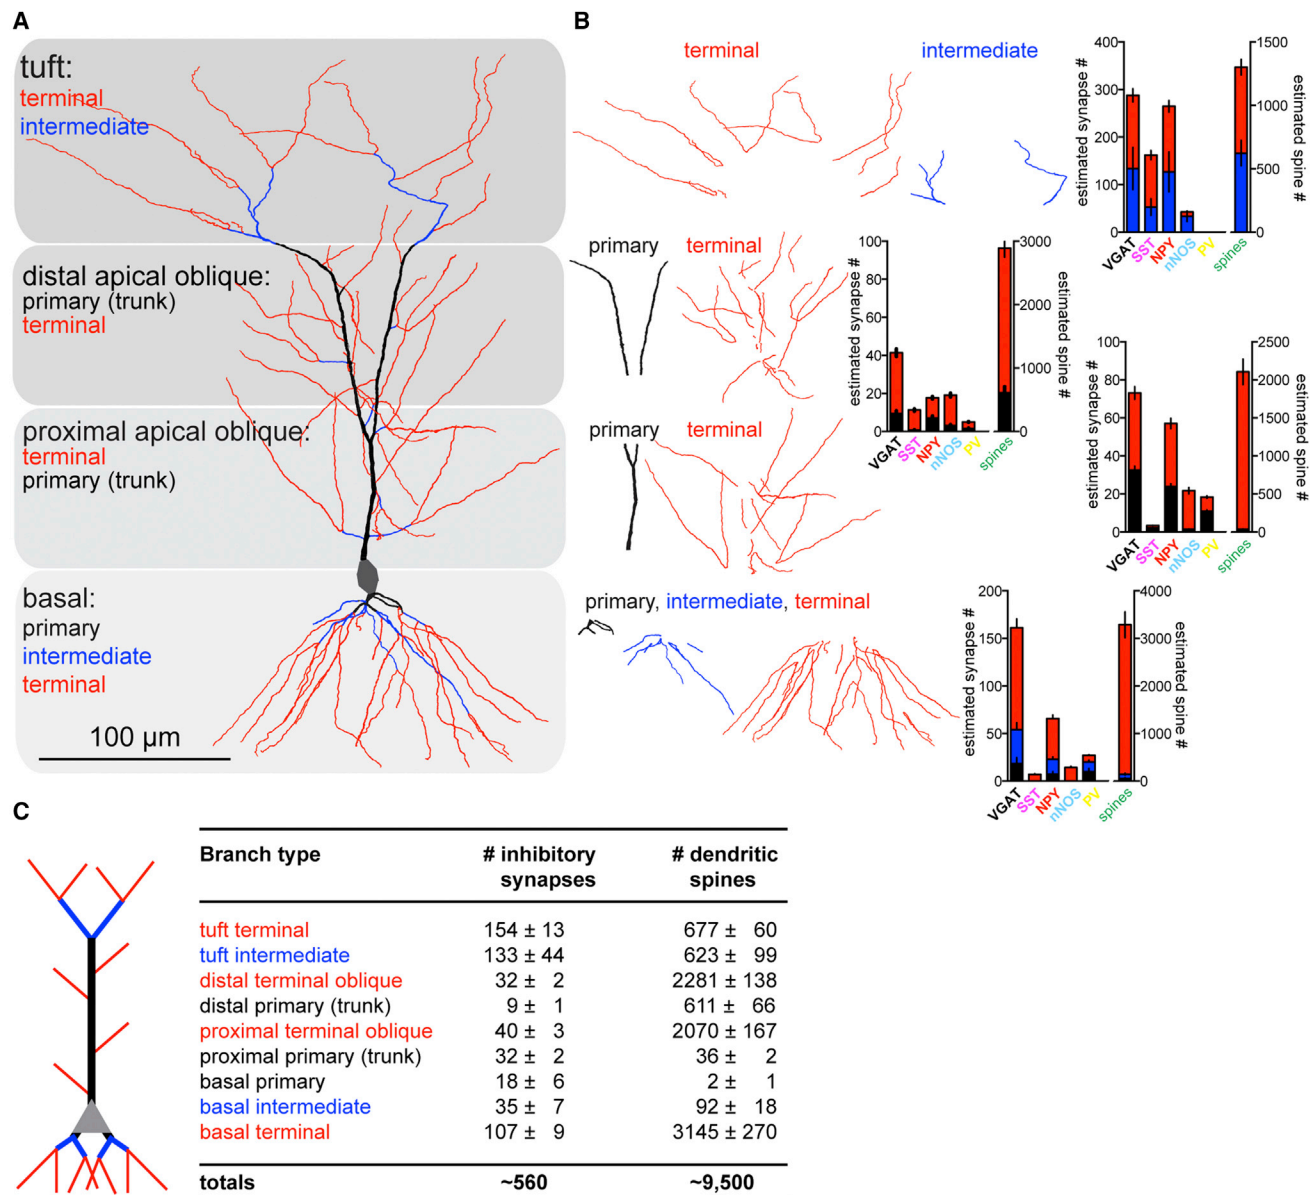 A
tuft:
terminal
intermediate
distal apical oblique:
primary (trunk)
terminal
proximal apical oblique:
terminal
primary (trunk)
basal:
primary
intermediate
terminal
100 µm
B
terminal
intermediate
estimated synapse #
400
300
200
100
0
1500
1000
500
0
estimated spine #
VGAT
SST
NPY
nNOS
PV
spines
primary
terminal
estimated synapse #
100
80
60
40
20
0
3000
2000
1000
0
estimated spine #
VGAT
SST
NPY
nNOS
PV
spines
primary
terminal
estimated synapse #
100
80
60
40
20
0
2500
2000
1500
1000
500
0
estimated spine #
VGAT
SST
NPY
nNOS
PV
spines
primary, intermediate, terminal
estimated synapse #
200
150
100
50
0
4000
3000
2000
1000
0
estimated spine #
VGAT
SST
NPY
nNOS
PV
spines
C
Branch type # inhibitory # dendritic
synapses spines
tuft terminal 154 ± 13 677 ± 60
tuft intermediate 133 ± 44 623 ± 99
distal terminal oblique 32 ± 2 2281 ± 138
distal primary (trunk) 9 ± 1 611 ± 66
proximal terminal oblique 40 ± 3 2070 ± 167
proximal primary (trunk) 32 ± 2 36 ± 2
basal primary 18 ± 6 2 ± 1
basal intermediate 35 ± 7 92 ± 18
basal terminal 107 ± 9 3145 ± 270
totals ~560 ~9,500